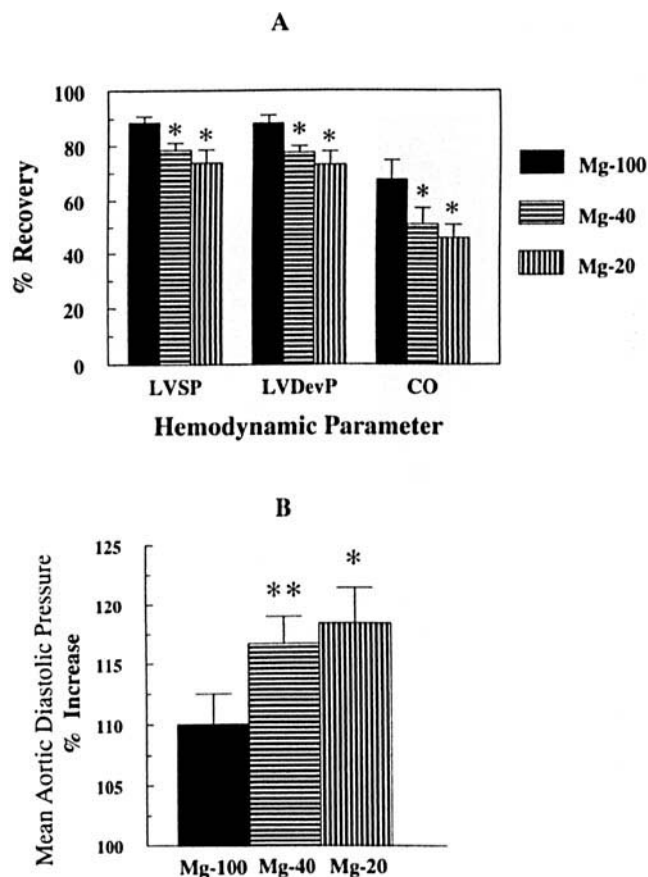 A
100
80
60
40
20
0
% Recovery
* * * * * *
LVSP LVDevP CO
Hemodynamic Parameter
Mg-100
Mg-40
Mg-20
B
125
120
115
110
105
100
Mean Aortic Diastolic Pressure
% Increase
** *
Mg-100 Mg-40 Mg-20